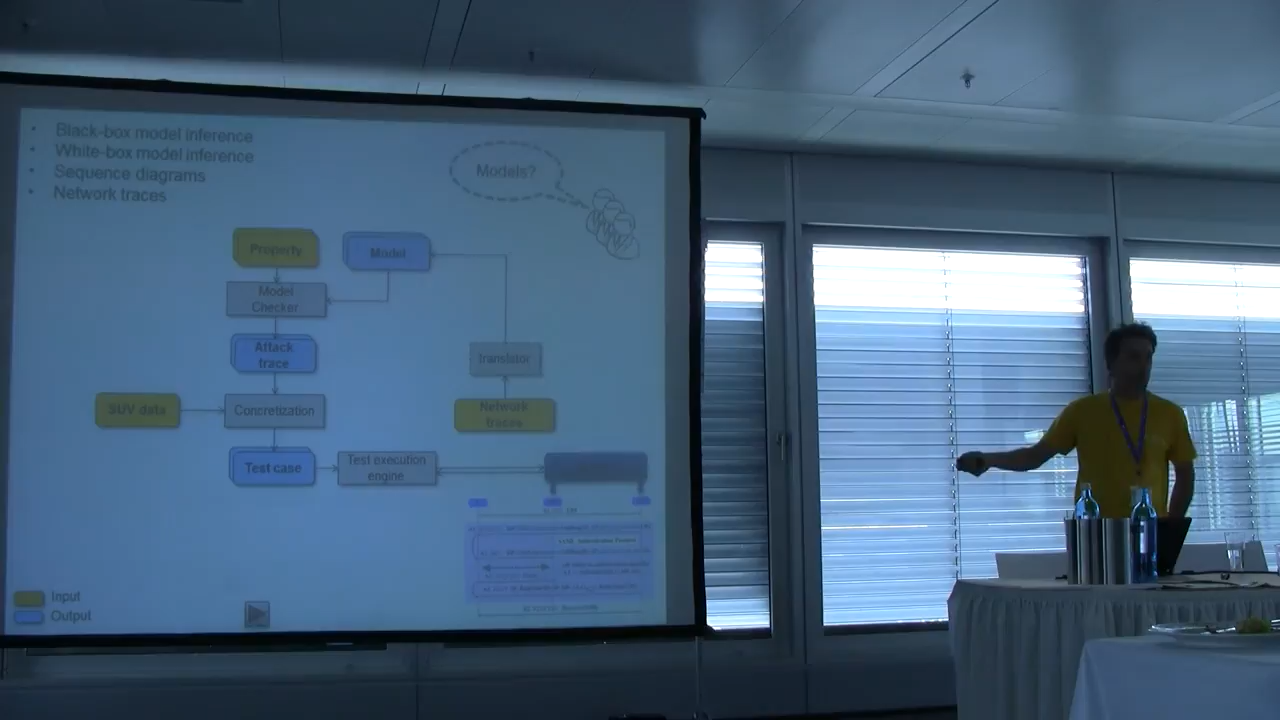 • Black-box model inference
• White-box model inference
• Sequence diagrams
• Network traces
Models?
Property
Model
Model
Checker
Attack
trace
translator
SUV data
Concretization
Network
traces
Test case
Test execution
engine
Input
Output